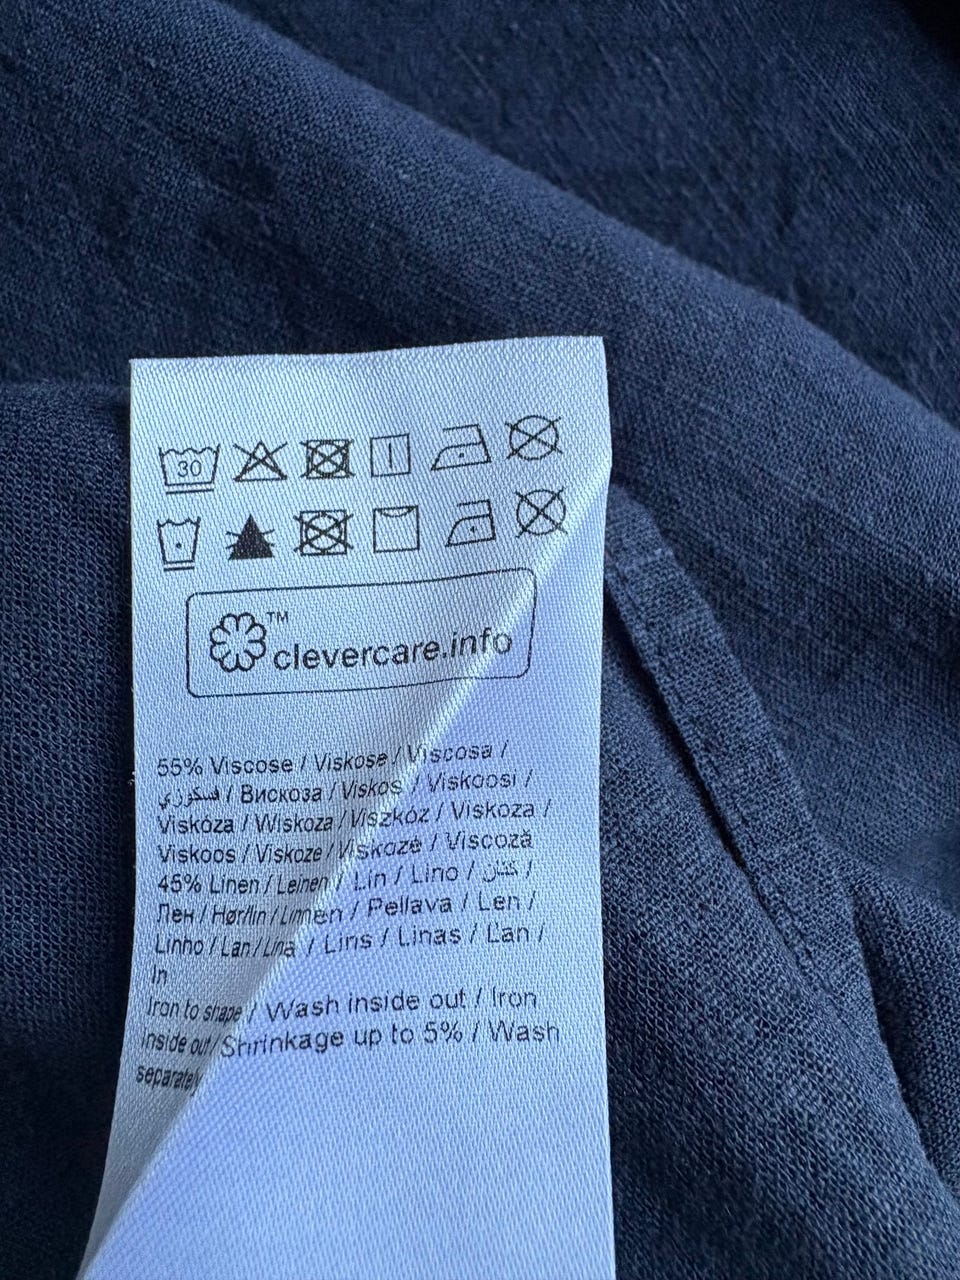 30
™
clevercare.info
55% Viscose / Viskose / Viscosa /
فسكوزي / Вискоза / Viskos / Viskoosi /
Viskóza / Wiskoza / Viszkóz / Viskoza /
Viskoos / Viskoze / Viskozė / Viscoză
45% Linen / Leinen / Lin / Lino / كتان /
Лен / Hør/lin / Linnen / Pellava / Len /
Linho / Lan / Lina / Lins / Linas / L'an /
In
Iron to shape / Wash inside out / Iron
inside out / Shrinkage up to 5% / Wash
separately